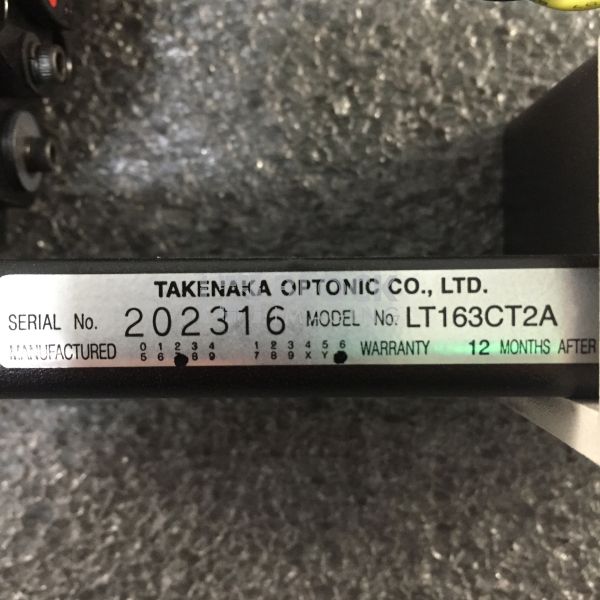 TAKENAKA OPTONIC CO., LTD.
SERIAL No. 202316 MODEL No. LT163CT2A
MANUFACTURED 0 1 2 3 4 1 2 3 4 5 6 WARRANTY 12 MONTHS AFTER
5 6 8 9 7 8 9 X Y